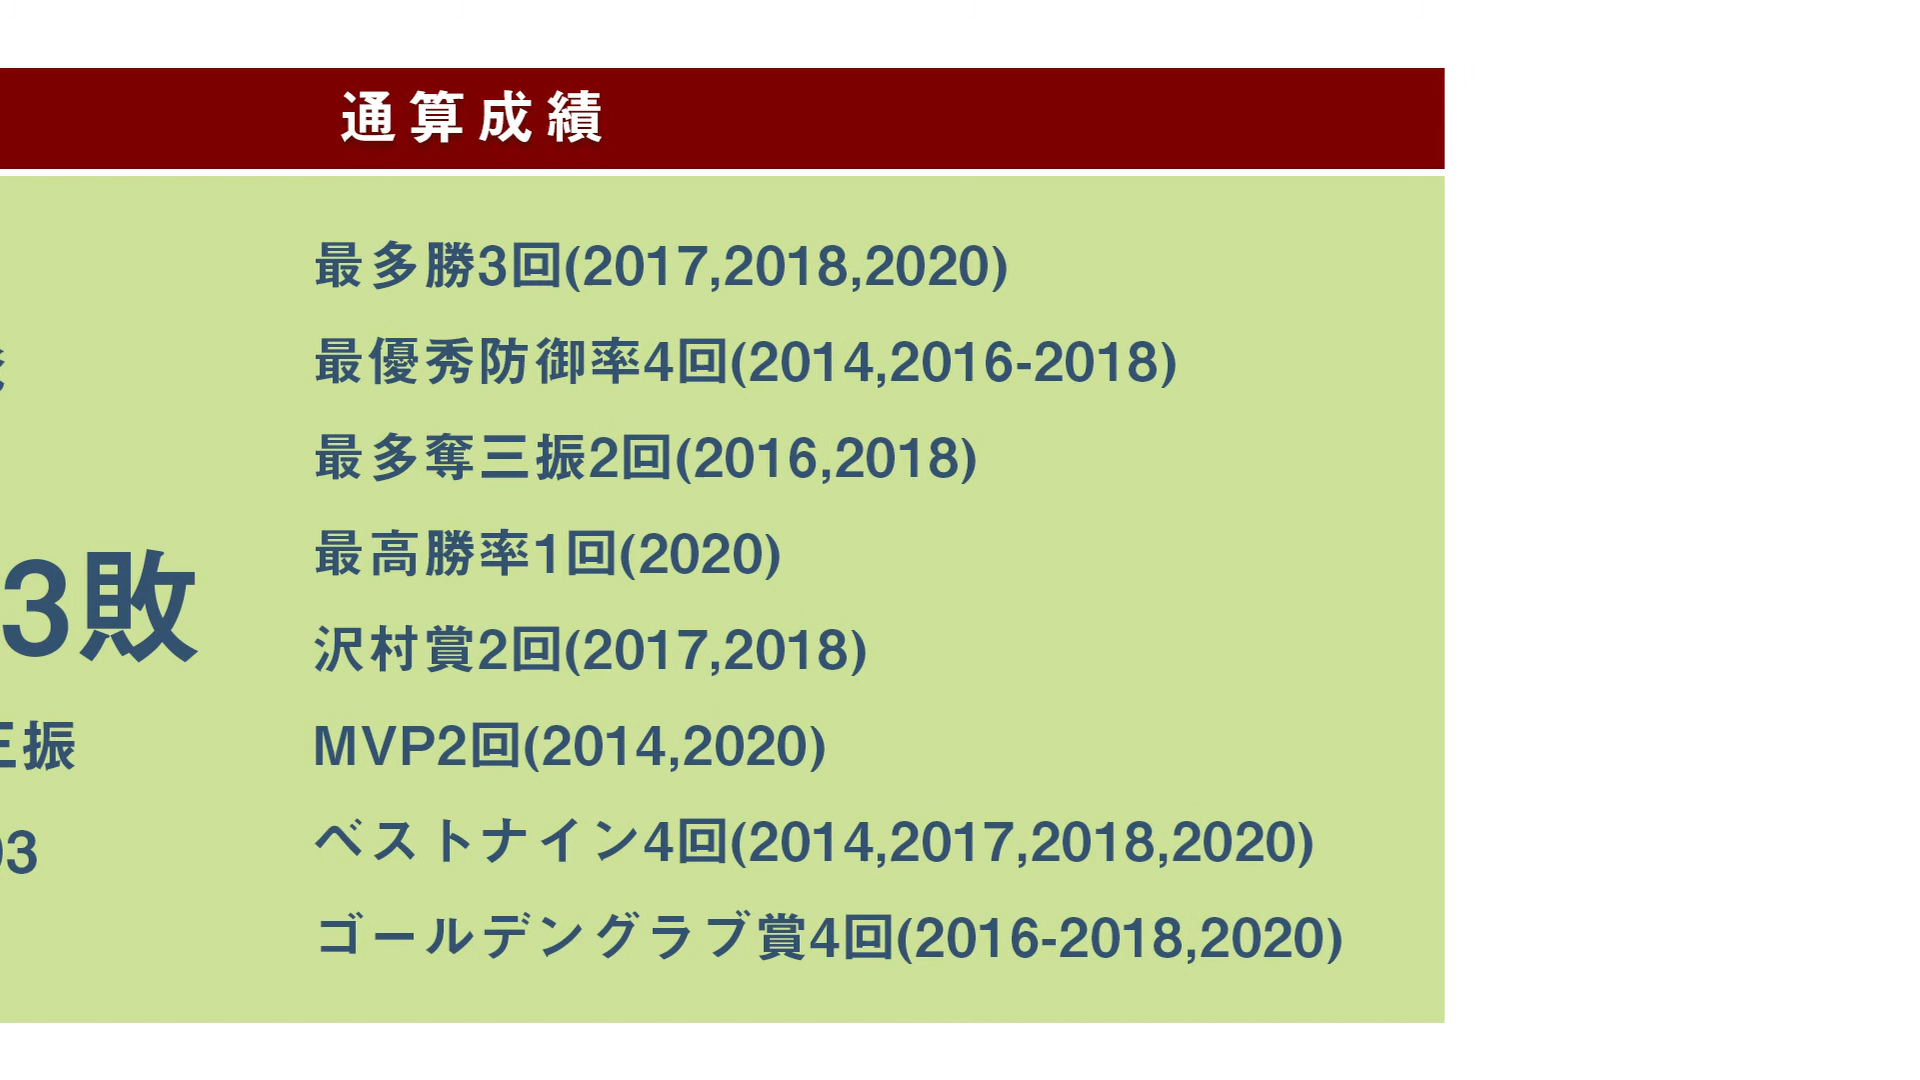 通算成績
最多勝3回(2017,2018,2020)
最優秀防御率4回(2014,2016-2018)
最多奪三振2回(2016,2018)
最高勝率1回(2020)
3敗
沢村賞2回(2017,2018)
三振
MVP2回(2014,2020)
ベストナイン4回(2014,2017,2018,2020)
03
ゴールデングラブ賞4回(2016-2018,2020)